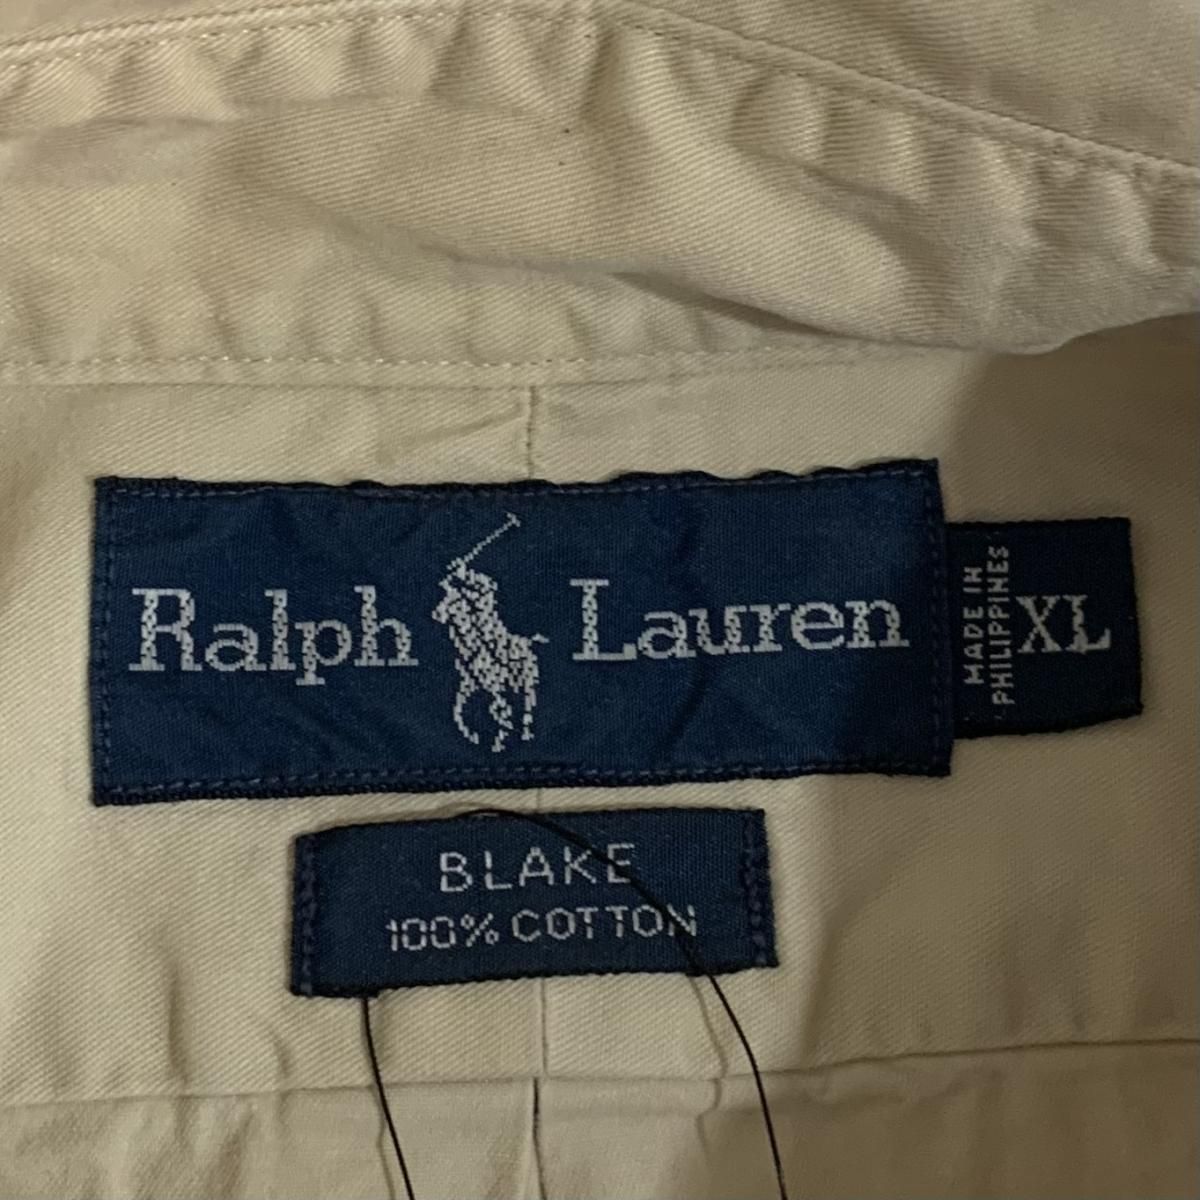 Ralph Lauren
MADE IN
PHILIPPINES
XL
BLAKE
100% COTTON